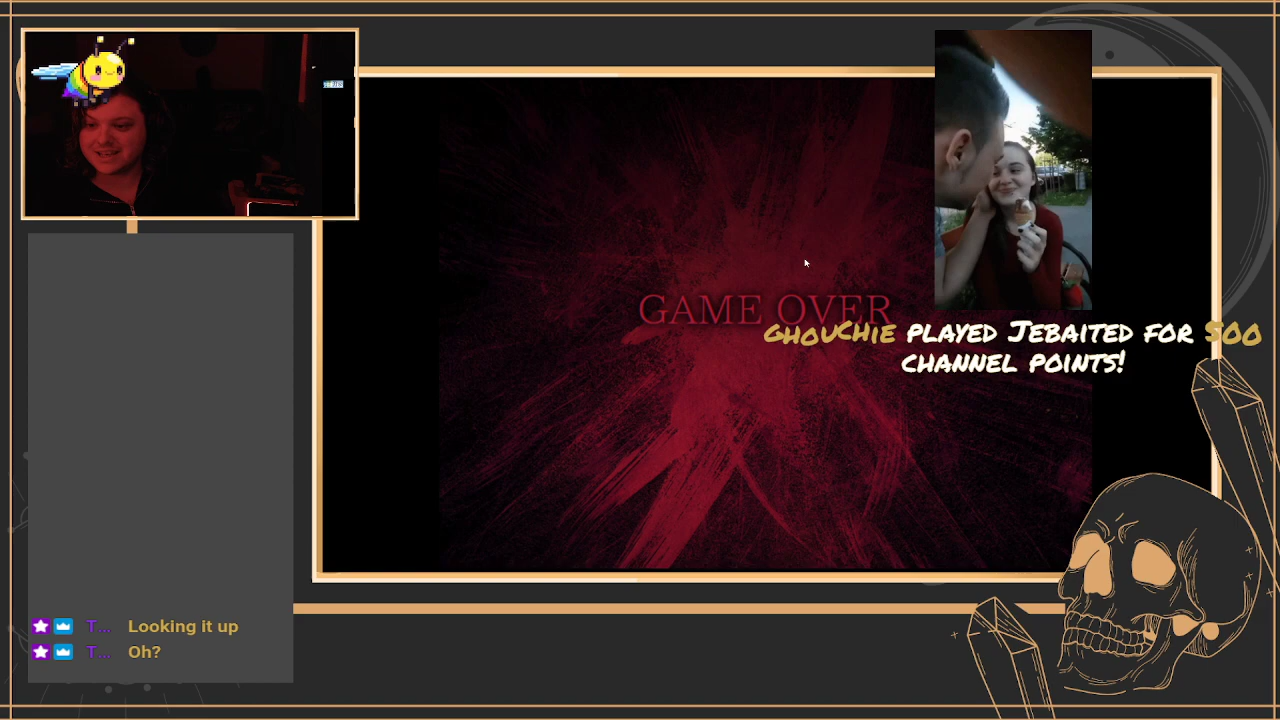 GAME OVER
GHOUCHIE PLAYED JEBAITED FOR 500
CHANNEL POINTS!
T... Looking it up
T... Oh?